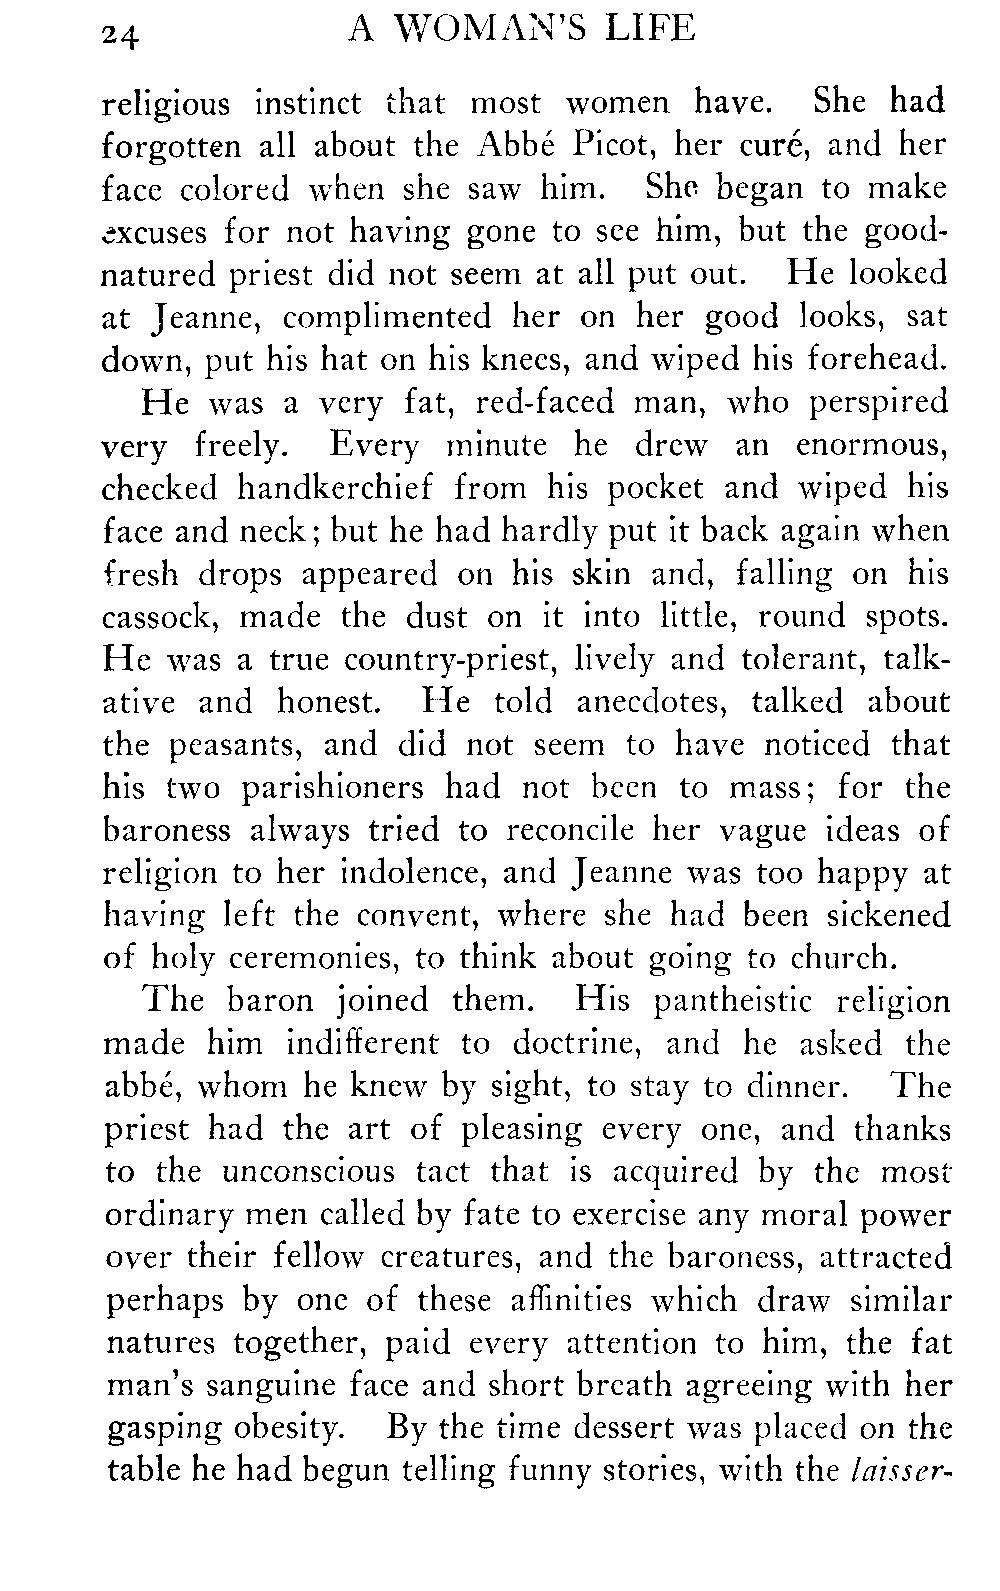 24 A WOMAN'S LIFE
religious instinct that most women have. She had
forgotten all about the Abbé Picot, her curé, and her
face colored when she saw him. She began to make
excuses for not having gone to see him, but the good-
natured priest did not seem at all put out. He looked
at Jeanne, complimented her on her good looks, sat
down, put his hat on his knees, and wiped his forehead.
He was a very fat, red-faced man, who perspired
very freely. Every minute he drew an enormous,
checked handkerchief from his pocket and wiped his
face and neck; but he had hardly put it back again when
fresh drops appeared on his skin and, falling on his
cassock, made the dust on it into little, round spots.
He was a true country-priest, lively and tolerant, talk-
ative and honest. He told anecdotes, talked about
the peasants, and did not seem to have noticed that
his two parishioners had not been to mass; for the
baroness always tried to reconcile her vague ideas of
religion to her indolence, and Jeanne was too happy at
having left the convent, where she had been sickened
of holy ceremonies, to think about going to church.
The baron joined them. His pantheistic religion
made him indifferent to doctrine, and he asked the
abbé, whom he knew by sight, to stay to dinner. The
priest had the art of pleasing every one, and thanks
to the unconscious tact that is acquired by the most
ordinary men called by fate to exercise any moral power
over their fellow creatures, and the baroness, attracted
perhaps by one of these affinities which draw similar
natures together, paid every attention to him, the fat
man's sanguine face and short breath agreeing with her
gasping obesity. By the time dessert was placed on the
table he had begun telling funny stories, with the laisser-